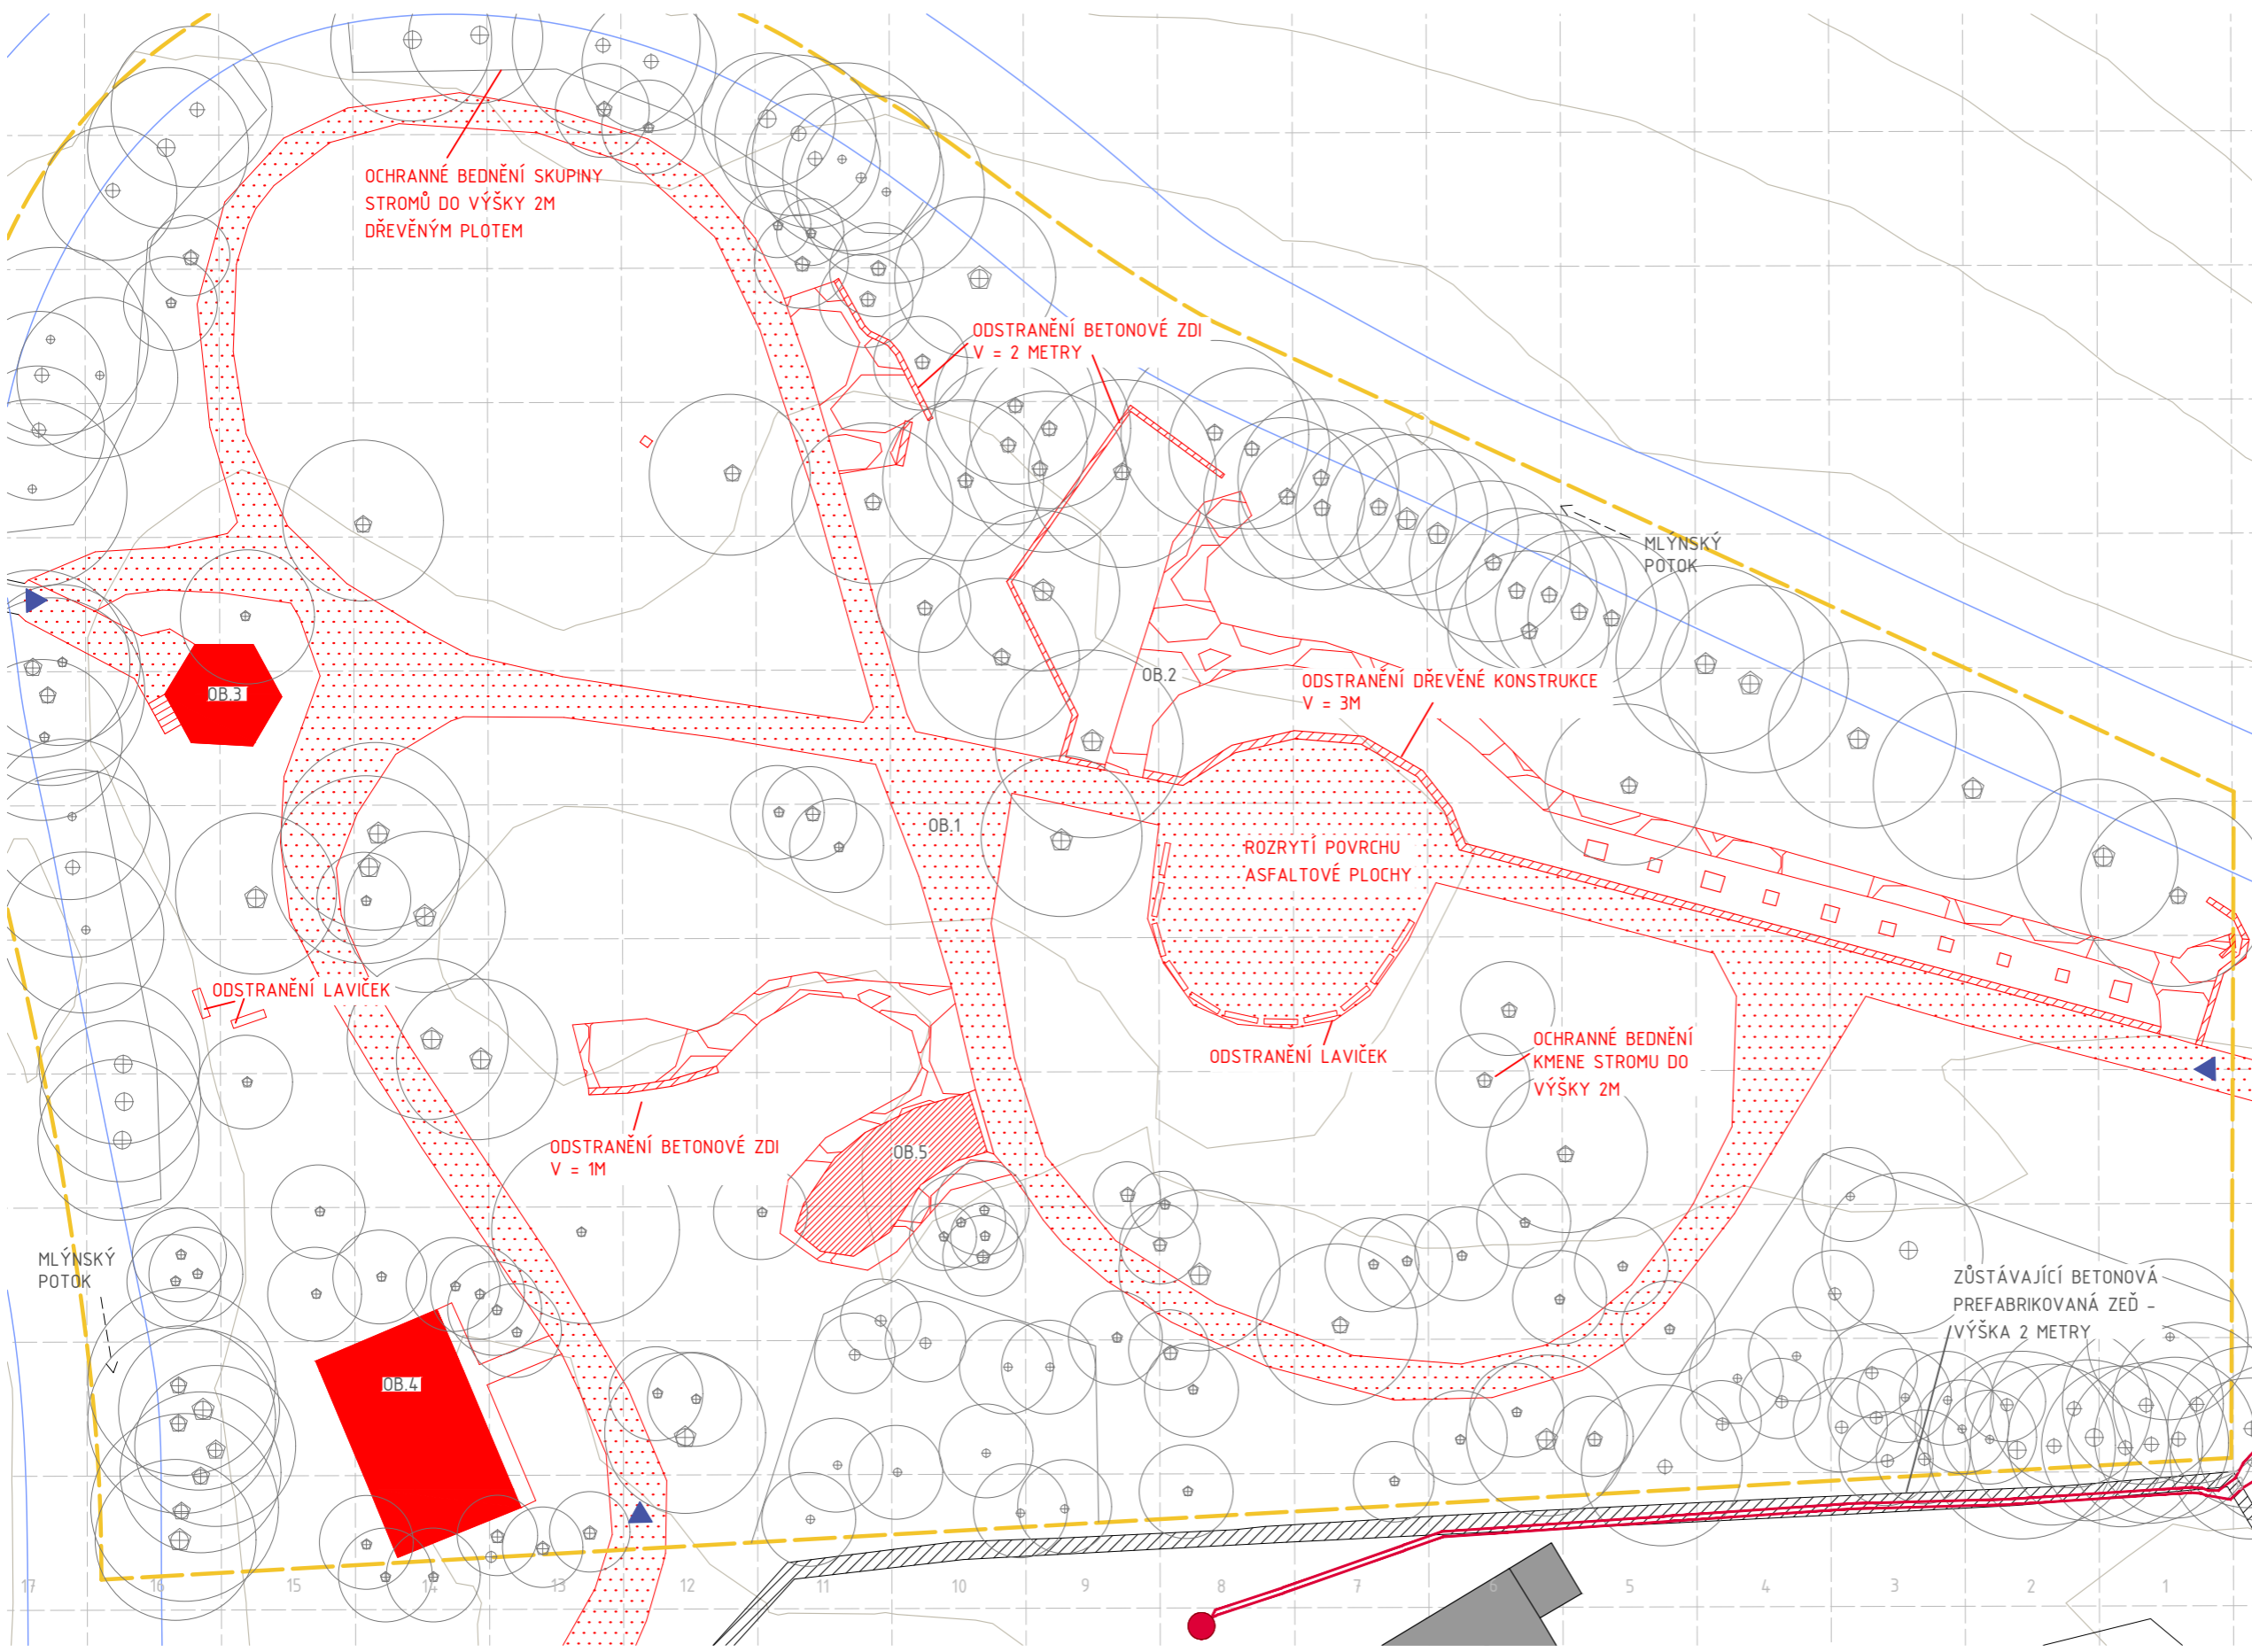 OCHRANNÉ BEDNĚNÍ SKUPINY
STROMŮ DO VÝŠKY 2M
DŘEVĚNÝM PLOTEM
ODSTRANĚNÍ BETONOVÉ ZDI
V = 2 METRY
MLÝNSKÝ
POTOK
OB.3
OB.2
ODSTRANĚNÍ DŘEVĚNÉ KONSTRUKCE
V = 3M
OB.1
ROZRYTÍ POVRCHU
ASFALTOVÉ PLOCHY
ODSTRANĚNÍ LAVIČEK
ODSTRANĚNÍ LAVIČEK
OCHRANNÉ BEDNĚNÍ
KMENE STROMU DO
VÝŠKY 2M
ODSTRANĚNÍ BETONOVÉ ZDI
V = 1M
OB.5
MLÝNSKÝ
POTOK
ZŮSTÁVAJÍCÍ BETONOVÁ
PREFABRIKOVANÁ ZEĎ -
VÝŠKA 2 METRY
OB.4
17 16 15 14 13 12 11 10 9 8 7 6 5 4 3 2 1